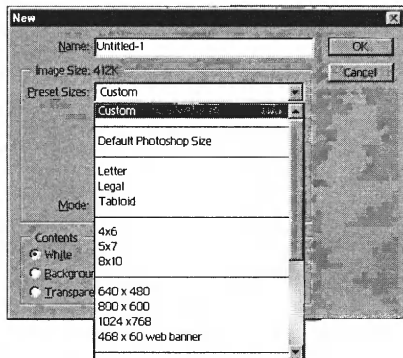 New
Name: Untitled-1
OK
Image Size: 412K
Cancel
Preset Sizes: Custom
Custom
Default Photoshop Size
Letter
Legal
Tabloid
Mode:
4x6
5x7
8x10
Contents
White
Backgroun
Transpare
640 x 480
800 x 600
1024 x768
468 x 60 web banner